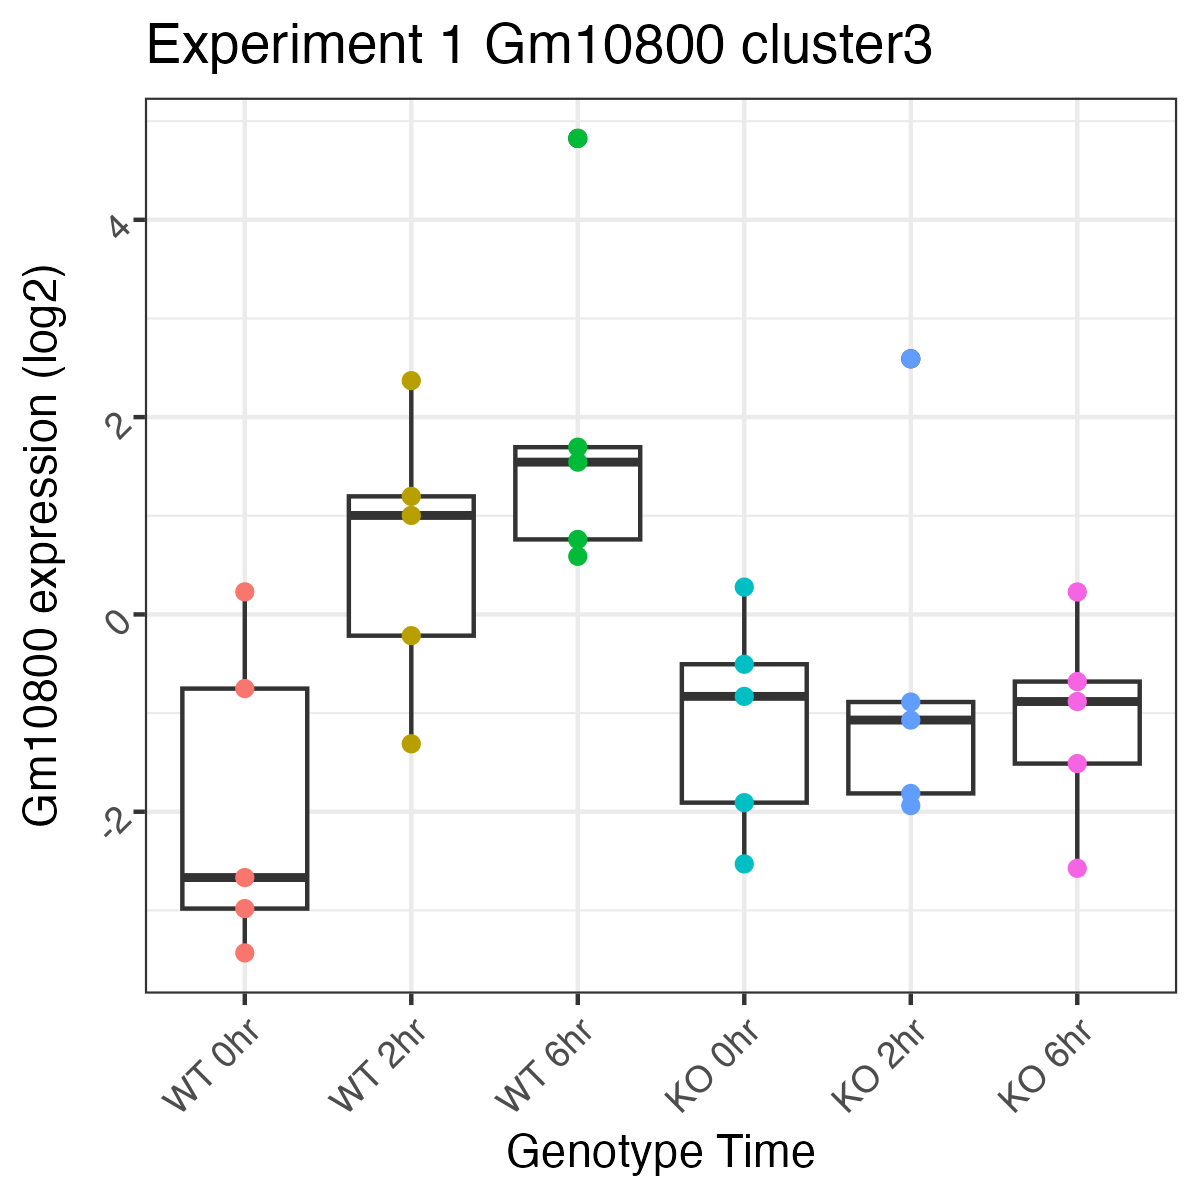 Experiment 1 Gm10800 cluster3
Gm10800 expression (log2)
4
2
0
-2
WT 0hr
WT 2hr
WT 6hr
KO 0hr
KO 2hr
KO 6hr
Genotype Time